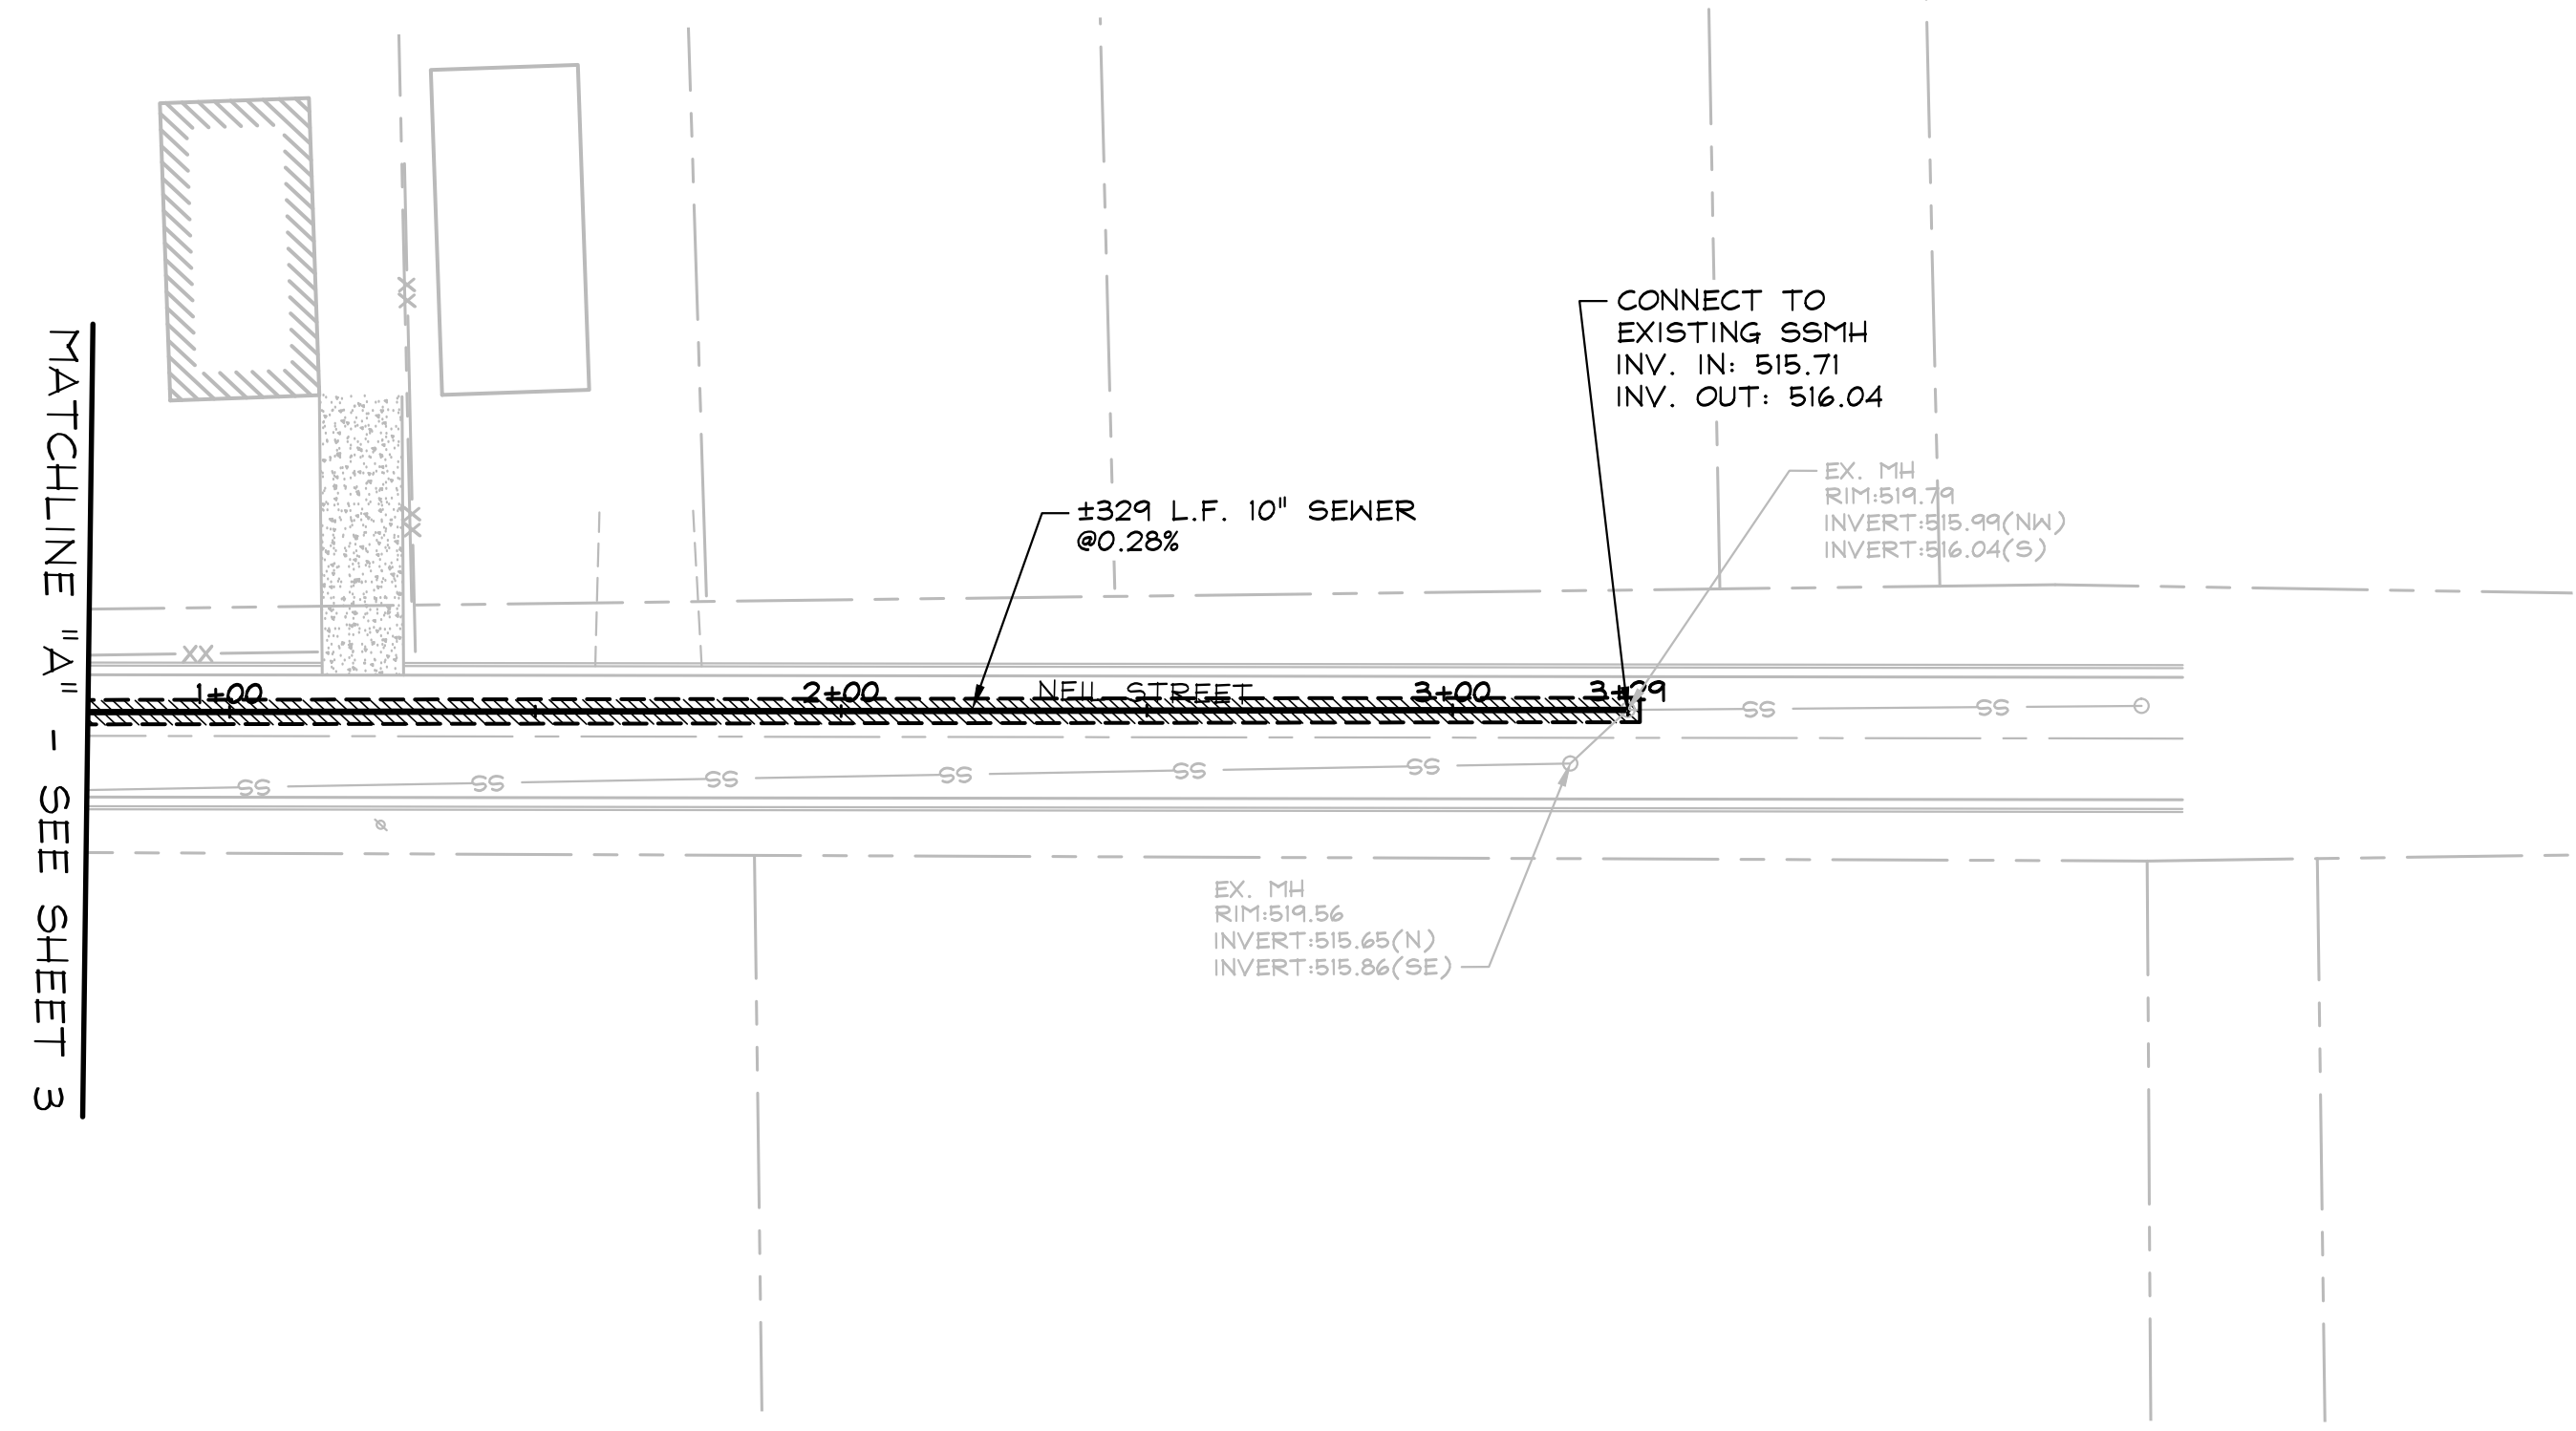 CONNECT TO
EXISTING SSMH
INV. IN: 515.71
INV. OUT: 516.04
EX. MH
RIM:519.79
INVERT:515.99(NW)
INVERT:516.04(S)
±329 L.F. 10" SEWER
@0.28%
MATCHLINE "A" - SEE SHEET 3
XX
XX
XX
1+00
2+00
NEIL STREET
3+00
3+29
SS
SS
SS
SS
SS
SS
SS
SS
EX. MH
RIM:519.56
INVERT:515.65(N)
INVERT:515.86(SE)